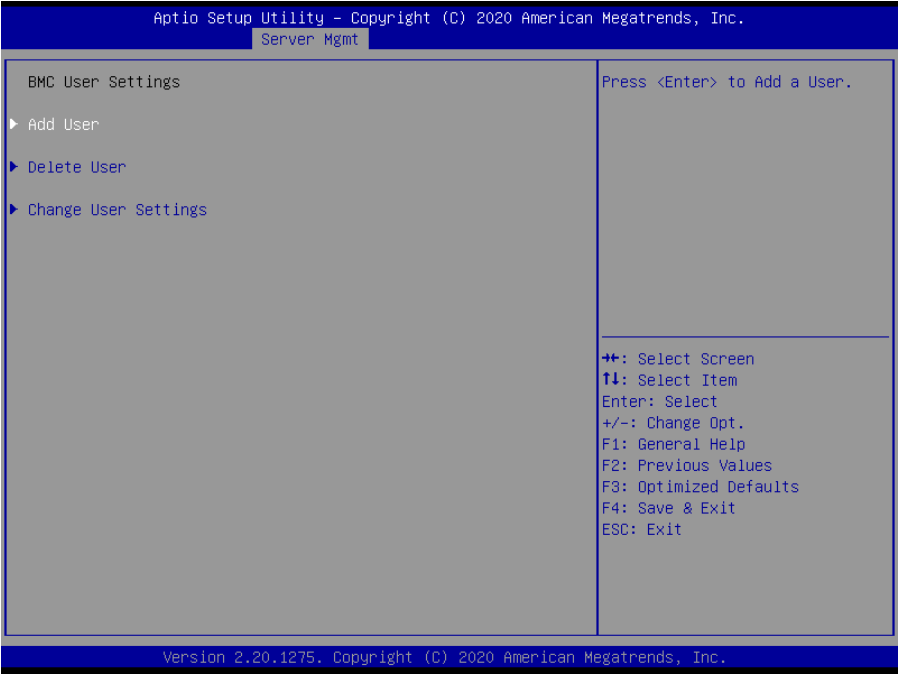 Aptio Setup Utility – Copyright (C) 2020 American Megatrends, Inc.
Server Mgmt
BMC User Settings
Add User
Delete User
Change User Settings
Press <Enter> to Add a User.
→←: Select Screen
↑↓: Select Item
Enter: Select
+/-: Change Opt.
F1: General Help
F2: Previous Values
F3: Optimized Defaults
F4: Save & Exit
ESC: Exit
Version 2.20.1275. Copyright (C) 2020 American Megatrends, Inc.